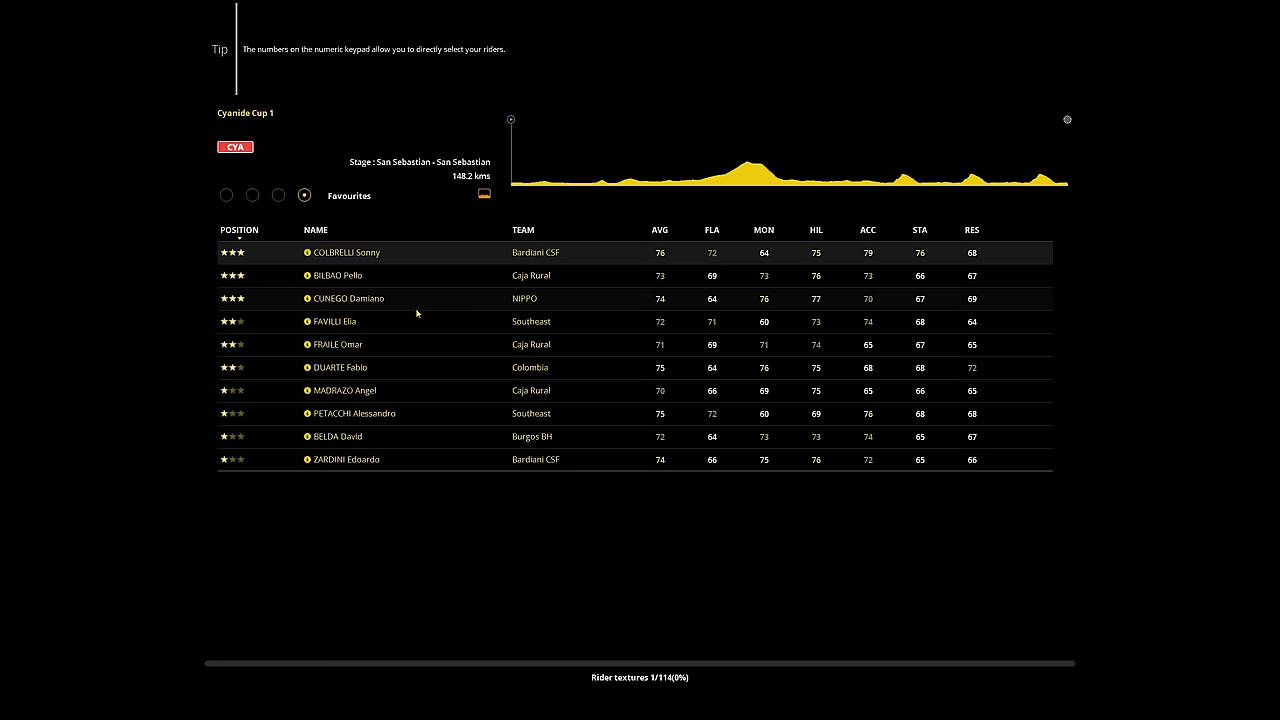 Tip
The numbers on the numeric keypad allow you to directly select your riders.
Cyanide Cup 1
CYA
Stage : San Sebastian - San Sebastian
148.2 kms
Favourites
POSITION NAME TEAM AVG FLA MON HIL ACC STA RES
COLBRELLI Sonny Bardiani CSF 76 72 64 75 79 76 68
BILBAO Pello Caja Rural 73 69 73 76 73 66 67
CUNEGO Damiano NIPPO 74 64 76 77 70 67 69
FAVILLI Elia Southeast 72 71 60 73 74 68 64
FRAILE Omar Caja Rural 71 69 71 74 65 67 65
DUARTE Fabio Colombia 75 64 76 75 68 68 72
MADRAZO Angel Caja Rural 70 66 69 75 65 66 65
PETACCHI Alessandro Southeast 75 72 60 69 76 68 68
BELDA David Burgos BH 72 64 73 73 74 65 67
ZARDINI Edoardo Bardiani CSF 74 66 75 76 72 65 66
Rider textures 1/114(0%)